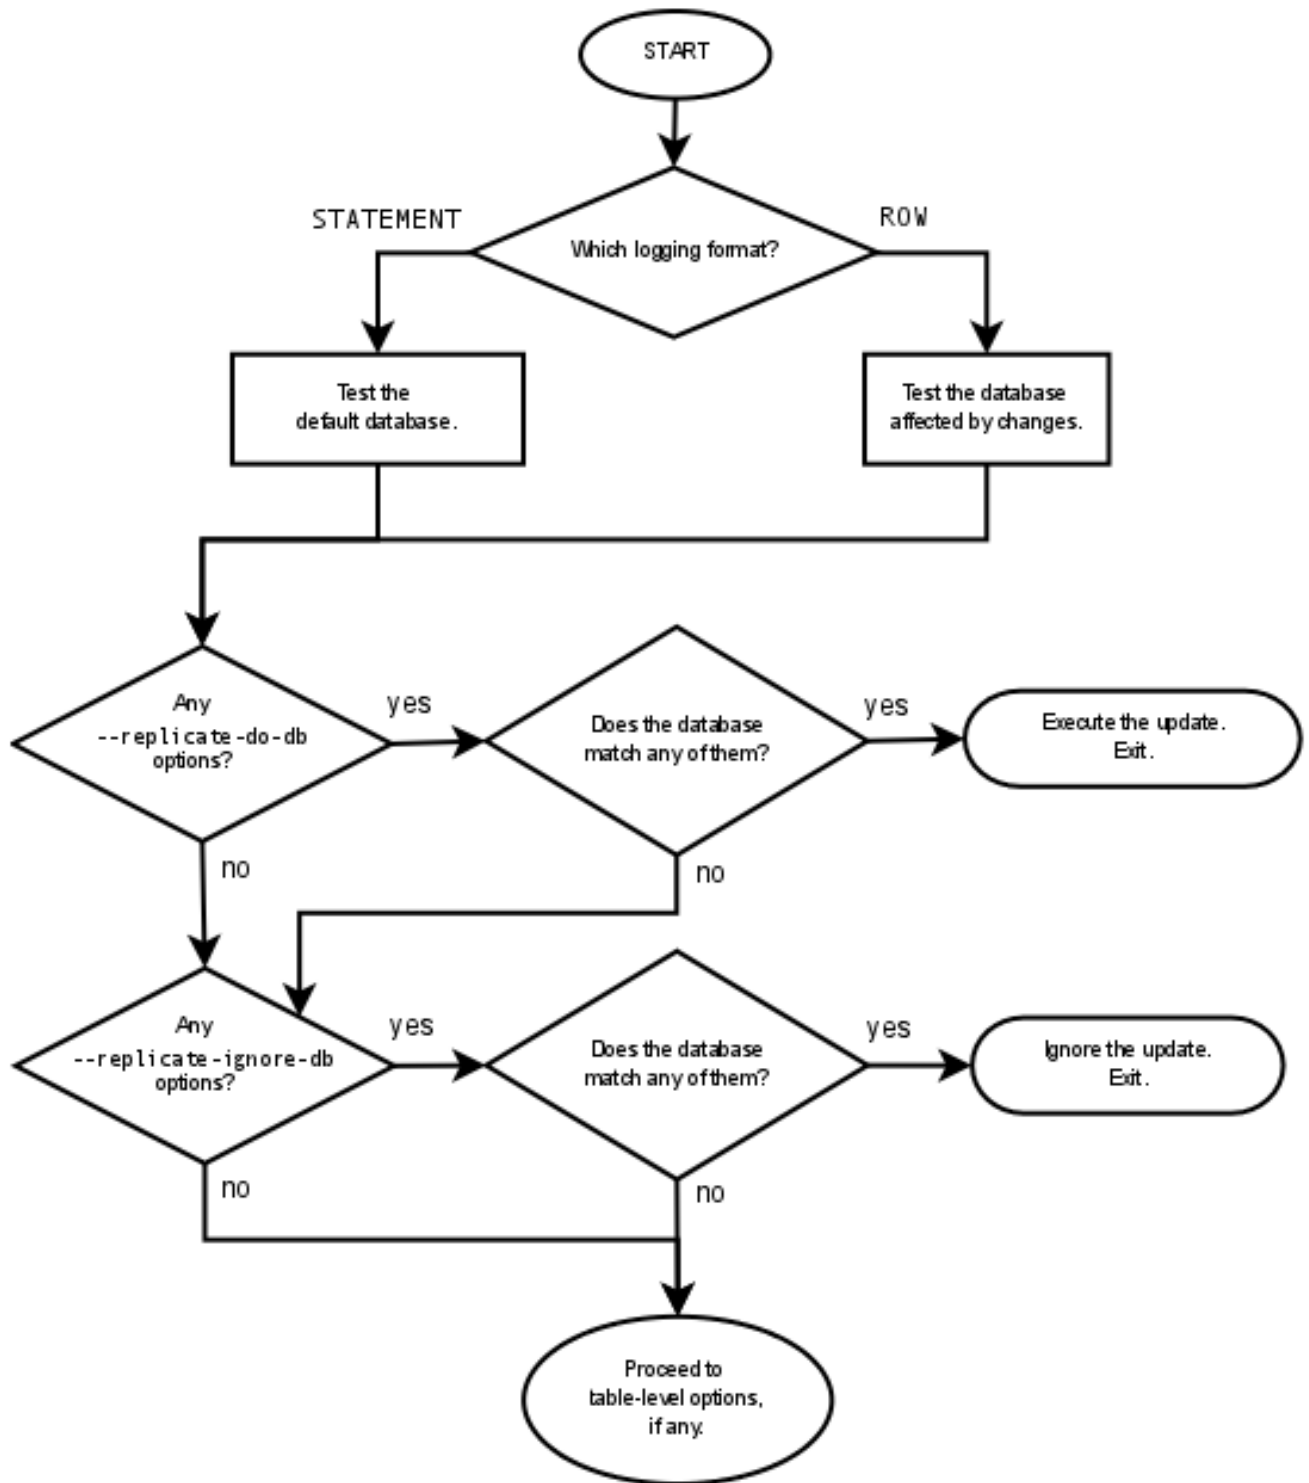 START
STATEMENT
ROW
Which logging format?
Test the
default database.
Test the database
affected by changes.
Any
--replicate-do-db
options?
yes
Does the database
match any of them?
yes
Execute the update.
Exit.
no
no
Any
--replicate-ignore-db
options?
yes
Does the database
match any of them?
yes
Ignore the update.
Exit.
no
no
Proceed to
table-level options,
if any.